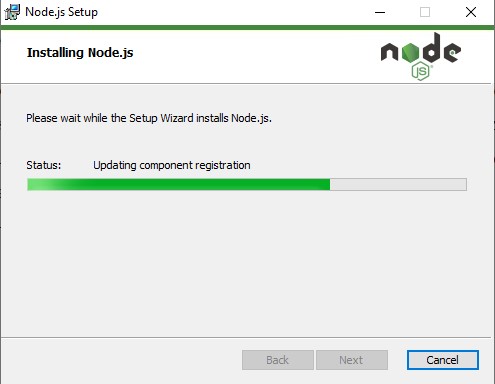 Node.js Setup
Installing Node.js
node
JS
Please wait while the Setup Wizard installs Node.js.
Status: Updating component registration
Back Next Cancel